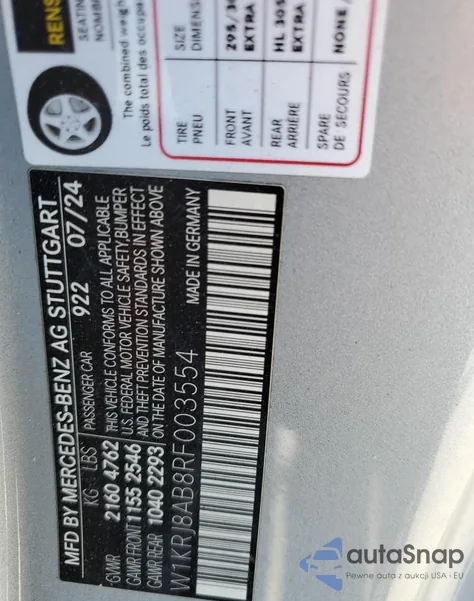 RENS
SEATIN
NOMB
The combined weigh
Le poids total des occupa
TIRE SIZE
PNEU DIMENS
FRONT 295/30
AVANT EXTRA
REAR HL 305
ARRIÈRE EXTRA
SPARE NONE /
DE SECOURS
MFD BY MERCEDES-BENZ AG STUTTGART
922 07/24
KG LBS PASSENGER CAR
GVWR 2160 4762
GAWR FRONT 1155 2546
GAWR REAR 1040 2293
THIS VEHICLE CONFORMS TO ALL APPLICABLE
U.S. FEDERAL MOTOR VEHICLE SAFETY,BUMPER
AND THEFT PREVENTION STANDARDS IN EFFECT
ON THE DATE OF MANUFACTURE SHOWN ABOVE
MADE IN GERMANY
W1KRJ8AB8RF003554
autoSnap
Pewne auta z aukcji USA i EU